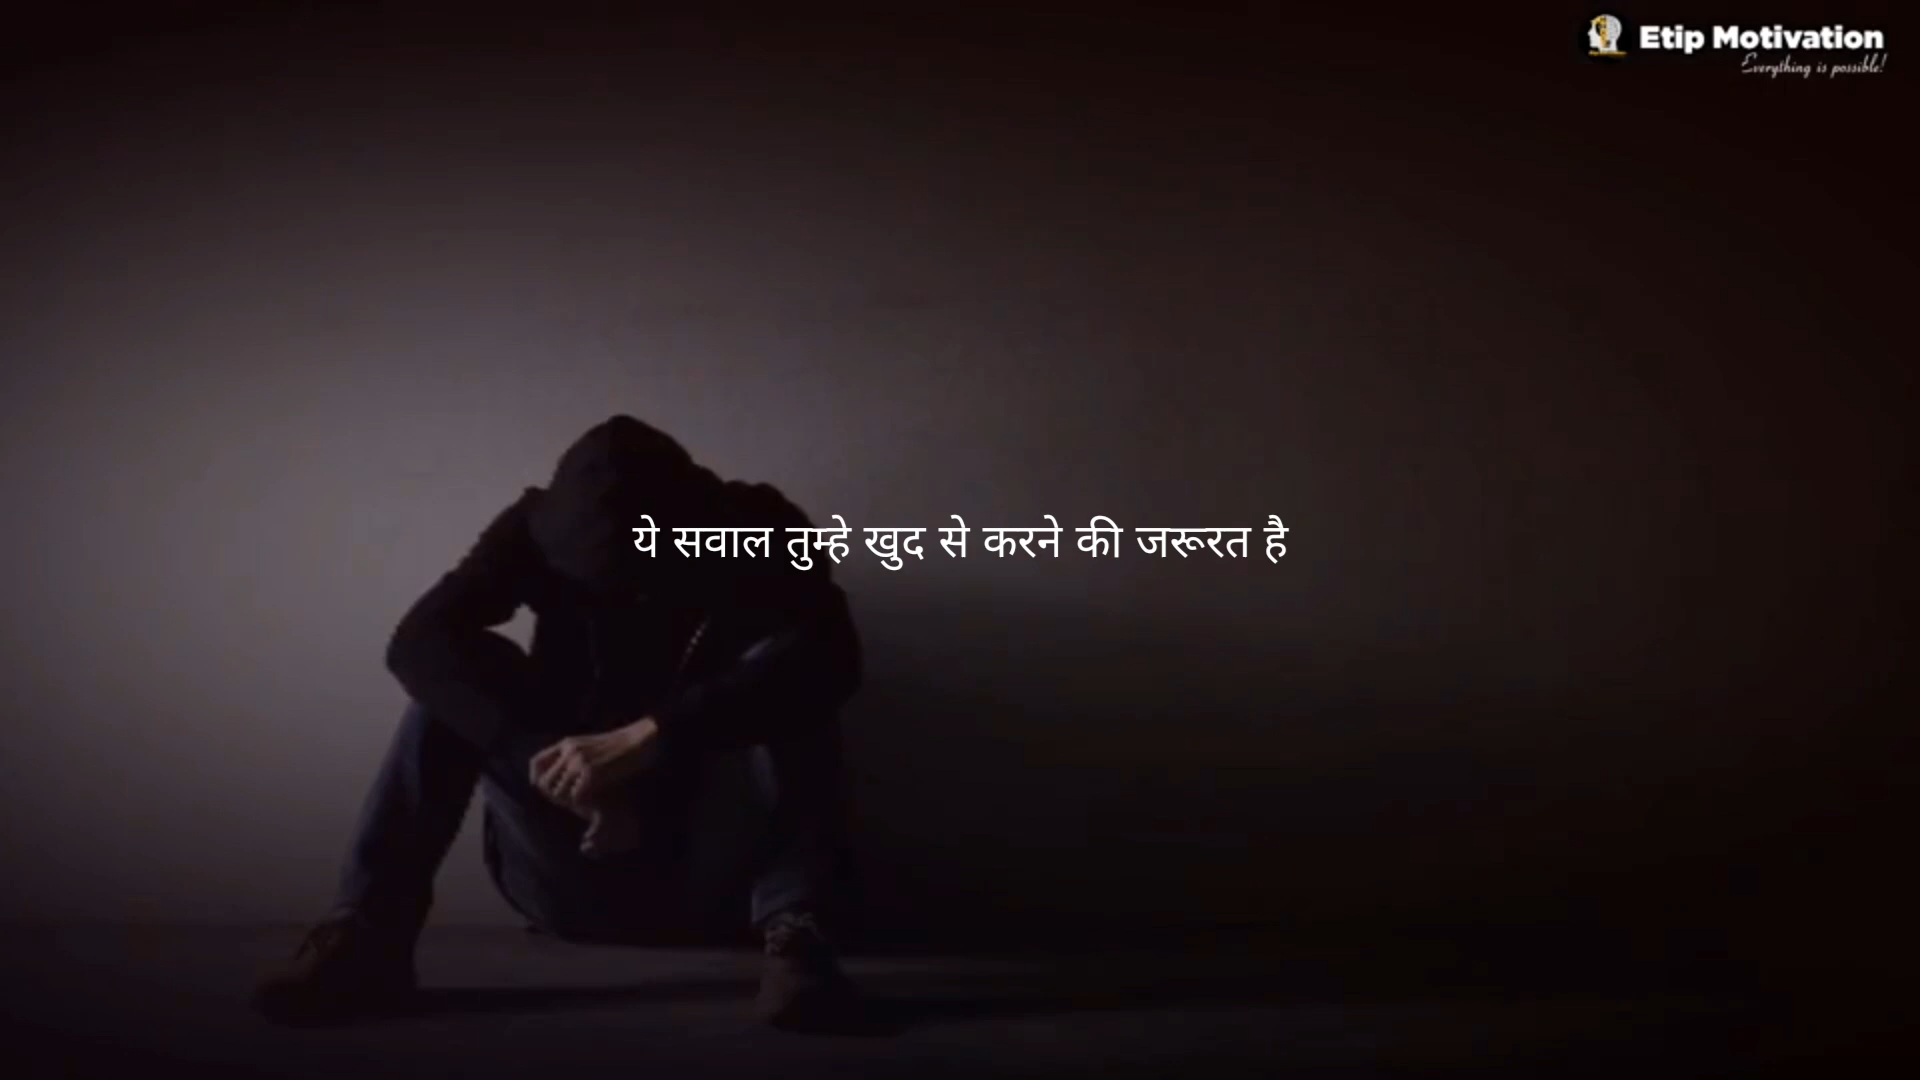 Etip Motivation
Everything is possible!
ये सवाल तुम्हे खुद से करने की जरूरत है